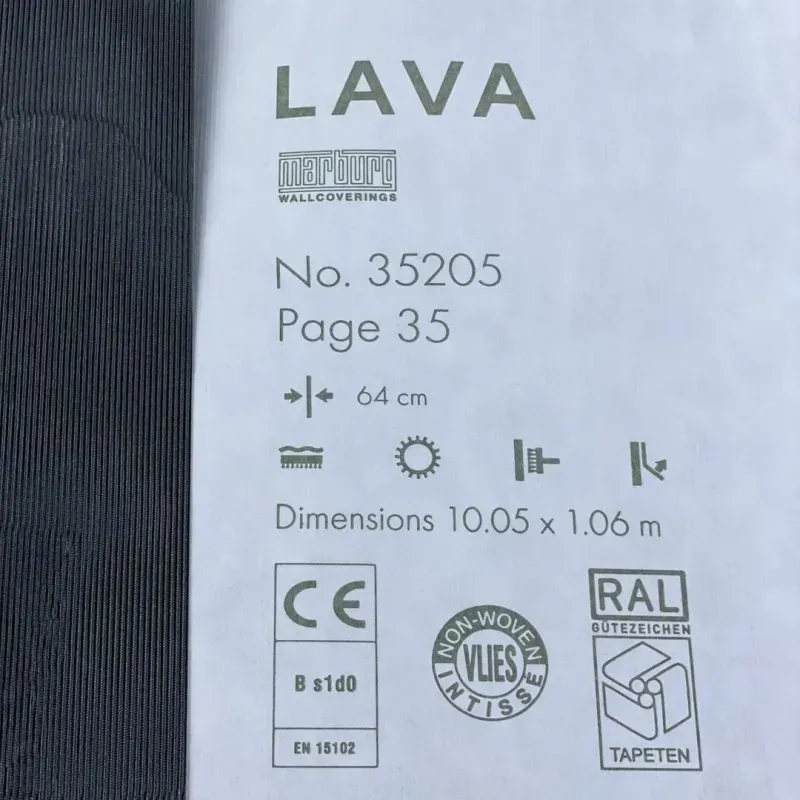 LAVA
marburg
WALLCOVERINGS
No. 35205
Page 35
64 cm
Dimensions 10.05 x 1.06 m
CE
B s1d0
EN 15102
NON-WOVEN
VLIES
INTISSE
RAL
GÜTEZEICHEN
TAPETEN